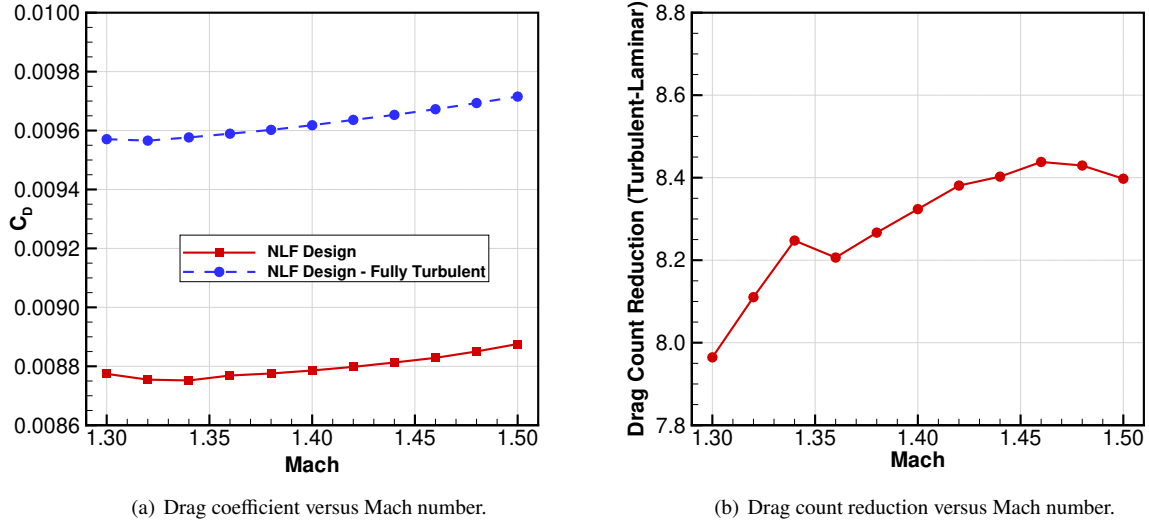 0.0100
0.0098
0.0096
0.0094
0.0092
0.0090
0.0088
0.0086
C_D
NLF Design
NLF Design - Fully Turbulent
1.30 1.35 1.40 1.45 1.50
Mach
(a) Drag coefficient versus Mach number.
8.8
8.6
8.4
8.2
8.0
7.8
Drag Count Reduction (Turbulent-Laminar)
1.30 1.35 1.40 1.45 1.50
Mach
(b) Drag count reduction versus Mach number.